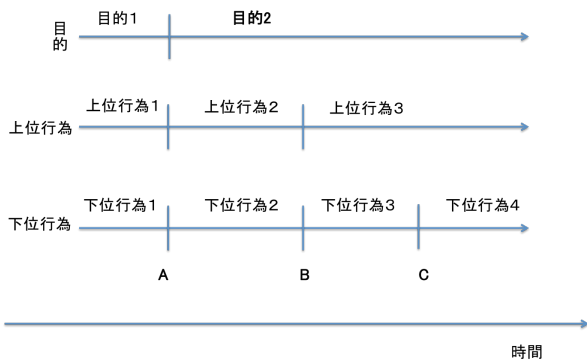 目的
目的1
目的2
上位行為
上位行為1
上位行為2
上位行為3
下位行為
下位行為1
下位行為2
下位行為3
下位行為4
A
B
C
時間